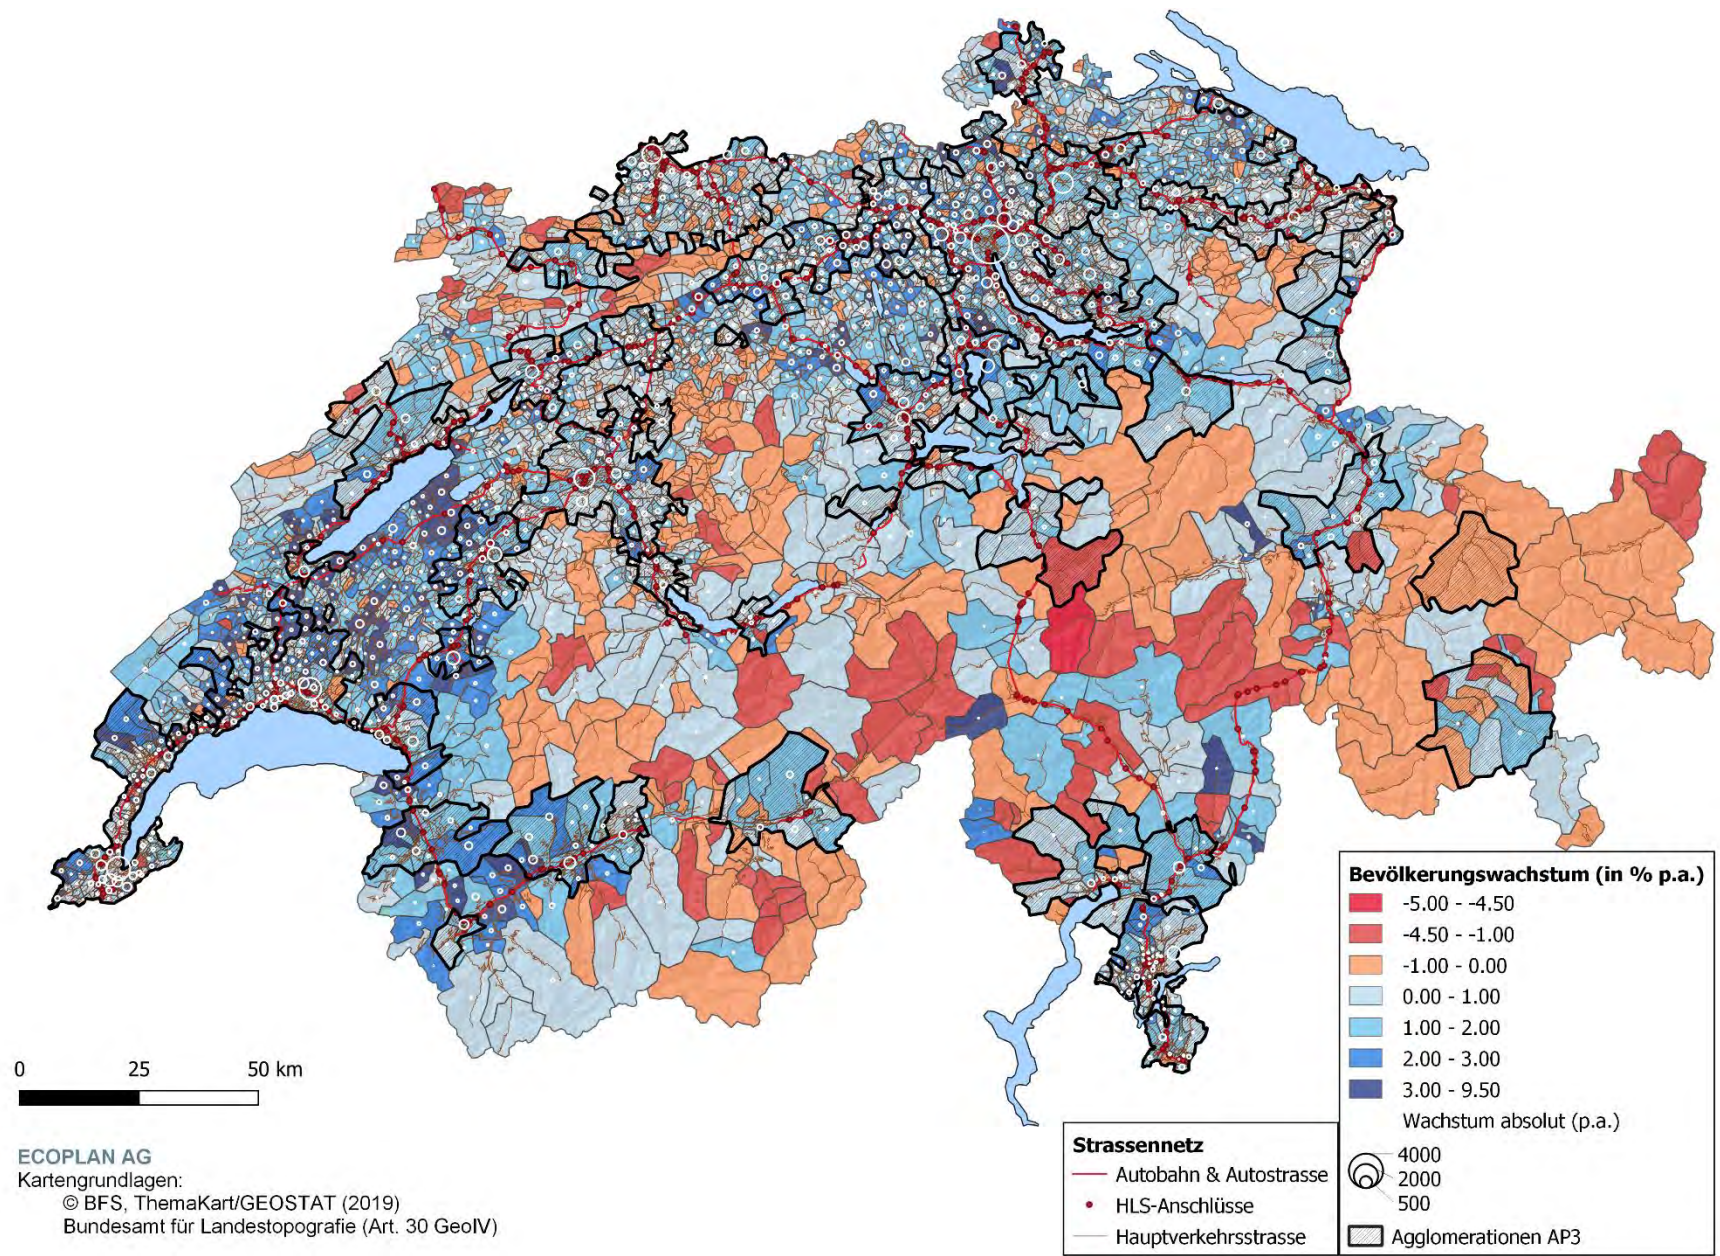 0 25 50 km
ECOPLAN AG
Kartengrundlagen:
© BFS, ThemaKart/GEOSTAT (2019)
Bundesamt für Landestopografie (Art. 30 GeoIV)
Strassennetz
Autobahn & Autostrasse
HLS-Anschlüsse
Hauptverkehrsstrasse
Bevölkerungswachstum (in % p.a.)
-5.00 - -4.50
-4.50 - -1.00
-1.00 - 0.00
0.00 - 1.00
1.00 - 2.00
2.00 - 3.00
3.00 - 9.50
Wachstum absolut (p.a.)
4000
2000
500
Agglomerationen AP3